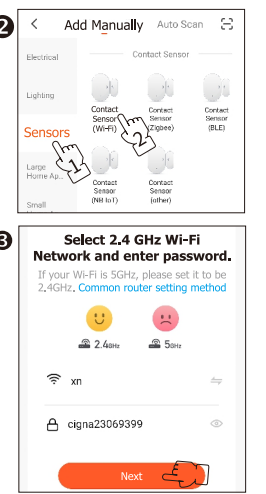 2
Add Manually Auto Scan
Electrical
Contact Sensor
Lighting
Contact Sensor (Wi-Fi)
Contact Sensor (Zigbee)
Contact Sensor (BLE)
Sensors
1
2
Large Home Ap..
Contact Sensor (NB-IoT)
Contact Sensor (other)
Small
3
Select 2.4 GHz Wi-Fi
Network and enter password.
If your Wi-Fi is 5GHz, please set it to be
2.4GHz. Common router setting method
2.4GHz 5GHz
xn
cigna23069399
Next